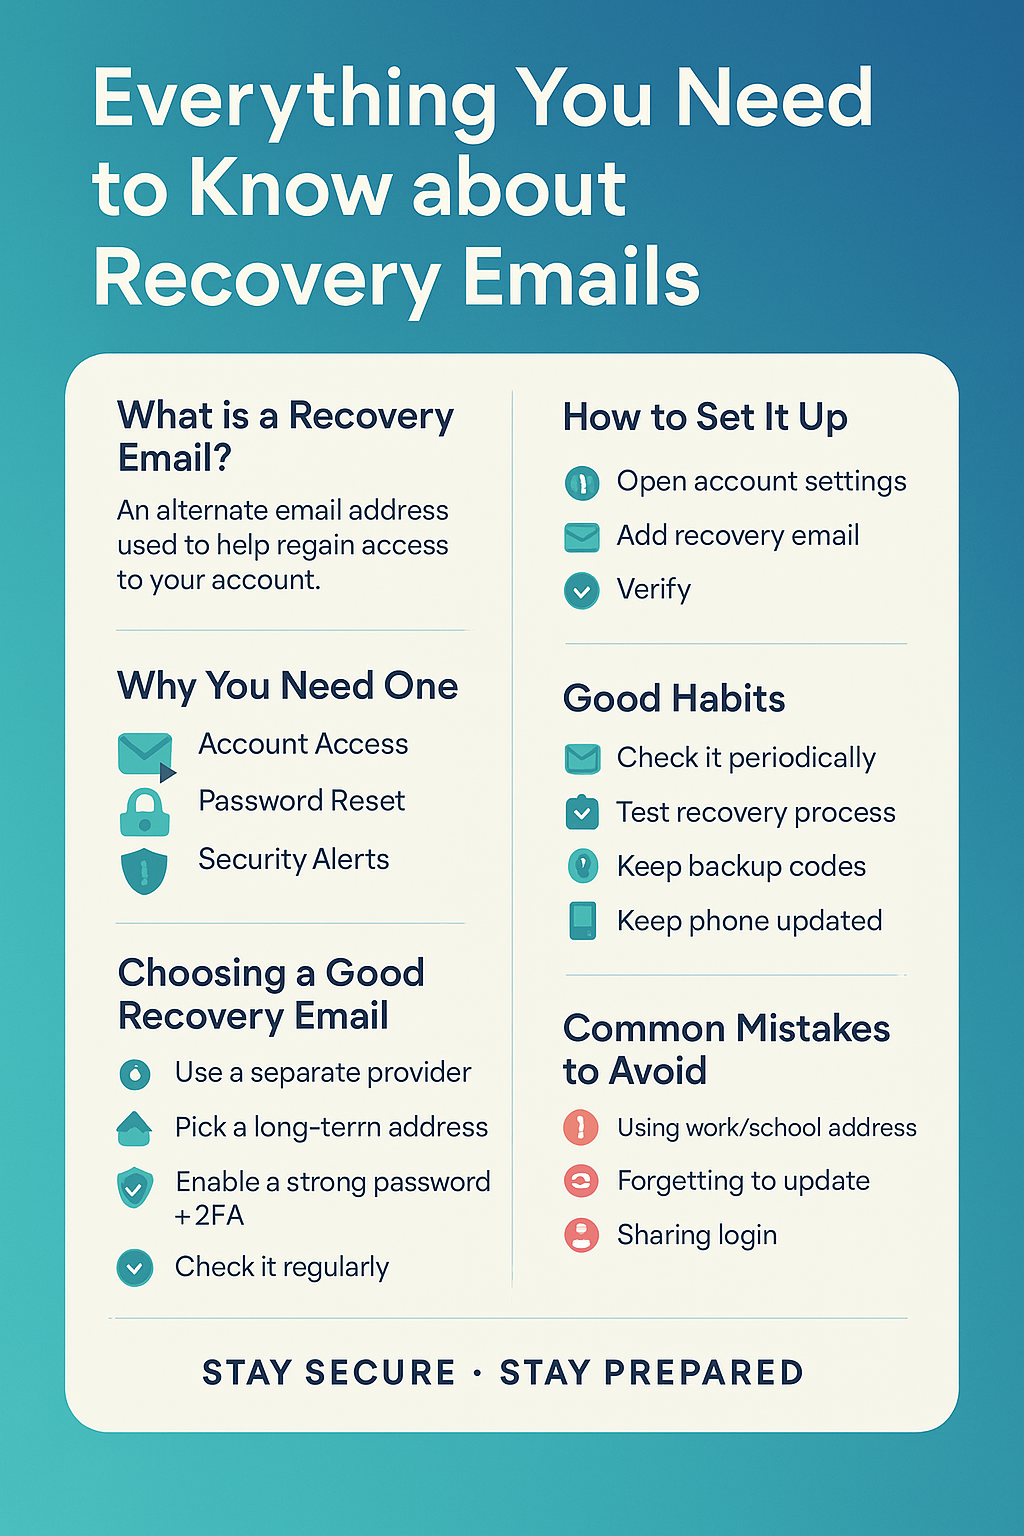 Everything You Need
to Know about
Recovery Emails
What is a Recovery
Email?
An alternate email address
used to help regain access
to your account.
Why You Need One
Account Access
Password Reset
Security Alerts
Choosing a Good
Recovery Email
Use a separate provider
Pick a long-terrn address
Enable a strong password
+ 2FA
Check it regularly
How to Set It Up
Open account settings
Add recovery email
Verify
Good Habits
Check it periodically
Test recovery process
Keep backup codes
Keep phone updated
Common Mistakes
to Avoid
Using work/school address
Forgetting to update
Sharing login
STAY SECURE · STAY PREPARED